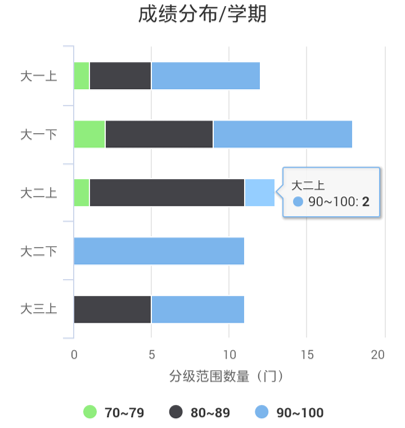 成绩分布/学期
大一上
大一下
大二上
大二上
90~100: 2
大二下
大三上
0 5 10 15 20
分级范围数量（门）
70~79 80~89 90~100